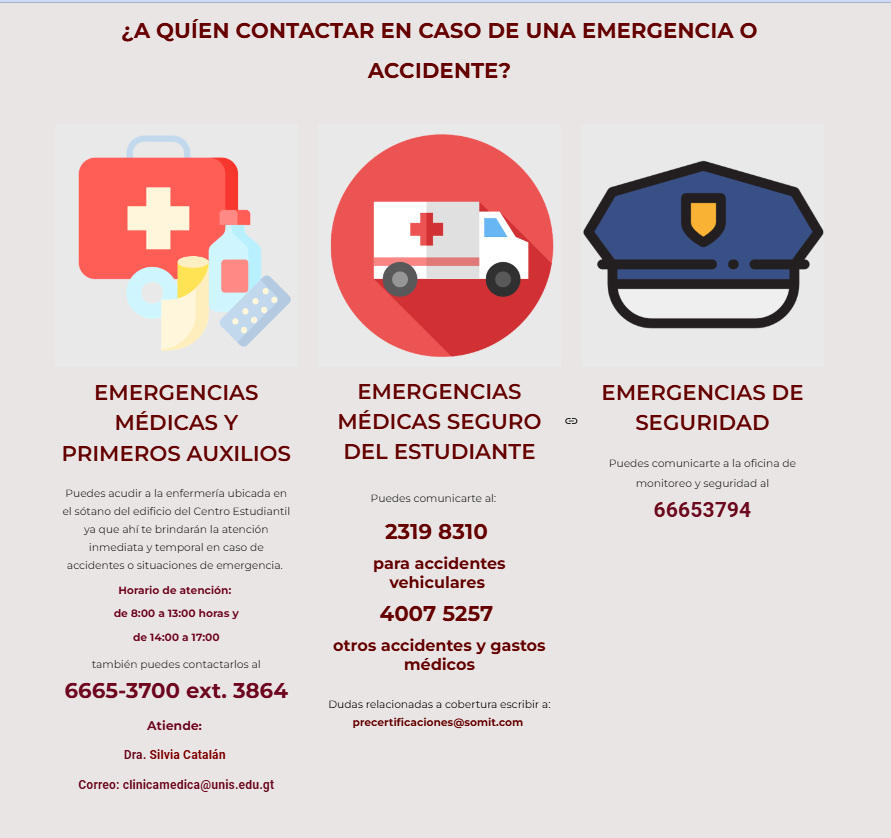 ¿A QUÍEN CONTACTAR EN CASO DE UNA EMERGENCIA O
ACCIDENTE?
EMERGENCIAS
MÉDICAS Y
PRIMEROS AUXILIOS
Puedes acudir a la enfermería ubicada en
el sótano del edificio del Centro Estudiantil
ya que ahí te brindarán la atención
inmediata y temporal en caso de
accidentes o situaciones de emergencia.
Horario de atención:
de 8:00 a 13:00 horas y
de 14:00 a 17:00
también puedes contactarlos al
6665-3700 ext. 3864
Atiende:
Dra. Silvia Catalán
Correo: clinicamedica@unis.edu.gt
EMERGENCIAS
MÉDICAS SEGURO
DEL ESTUDIANTE
Puedes comunicarte al:
2319 8310
para accidentes
vehiculares
4007 5257
otros accidentes y gastos
médicos
Dudas relacionadas a cobertura escribir a:
precertificaciones@somit.com
EMERGENCIAS DE
SEGURIDAD
Puedes comunicarte a la oficina de
monitoreo y seguridad al
66653794